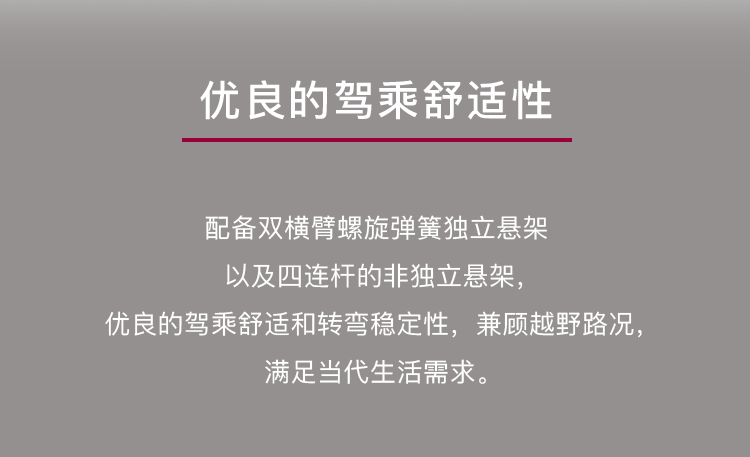 优良的驾乘舒适性
配备双横臂螺旋弹簧独立悬架
以及四连杆的非独立悬架，
优良的驾乘舒适和转弯稳定性，兼顾越野路况，
满足当代生活需求。